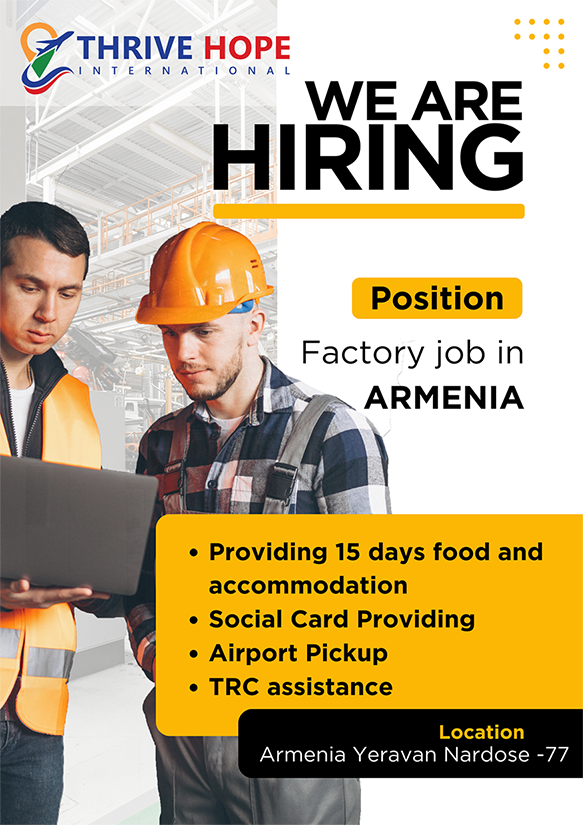 THRIVE HOPE
INTERNATIONAL
WE ARE
HIRING
Position
Factory job in
ARMENIA
• Providing 15 days food and
accommodation
• Social Card Providing
• Airport Pickup
• TRC assistance
Location
Armenia Yeravan Nardose -77